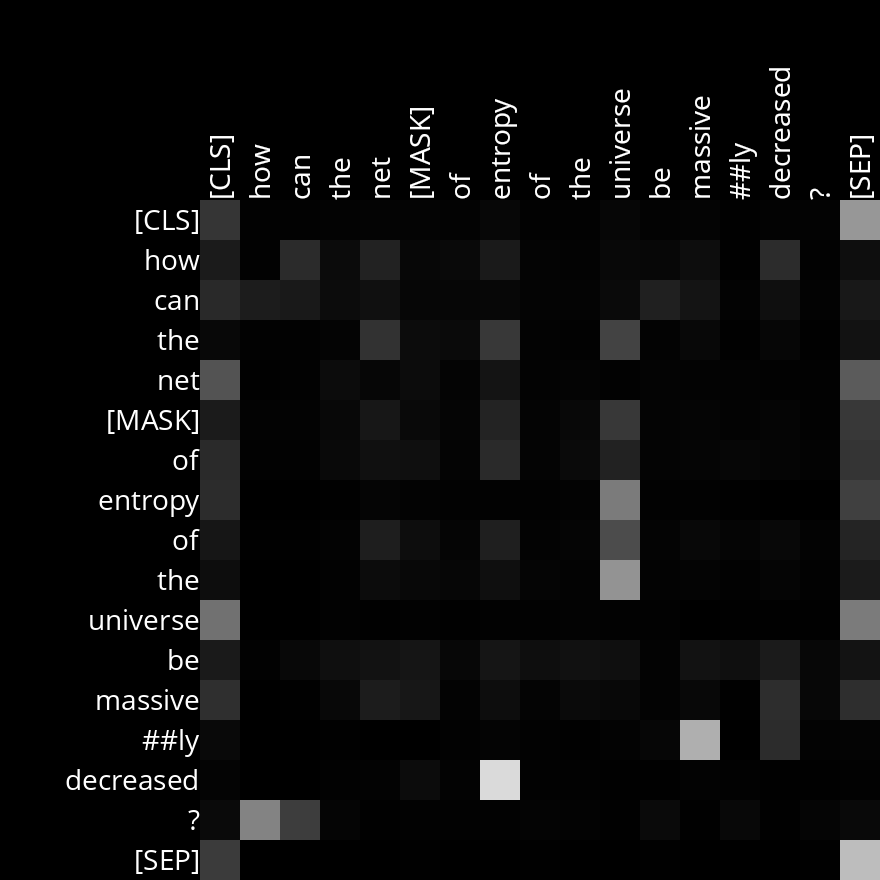 [CLS] how can the net [MASK] of entropy of the universe be massive ##ly decreased ? [SEP]
[CLS]
how
can
the
net
[MASK]
of
entropy
of
the
universe
be
massive
##ly
decreased
?
[SEP]